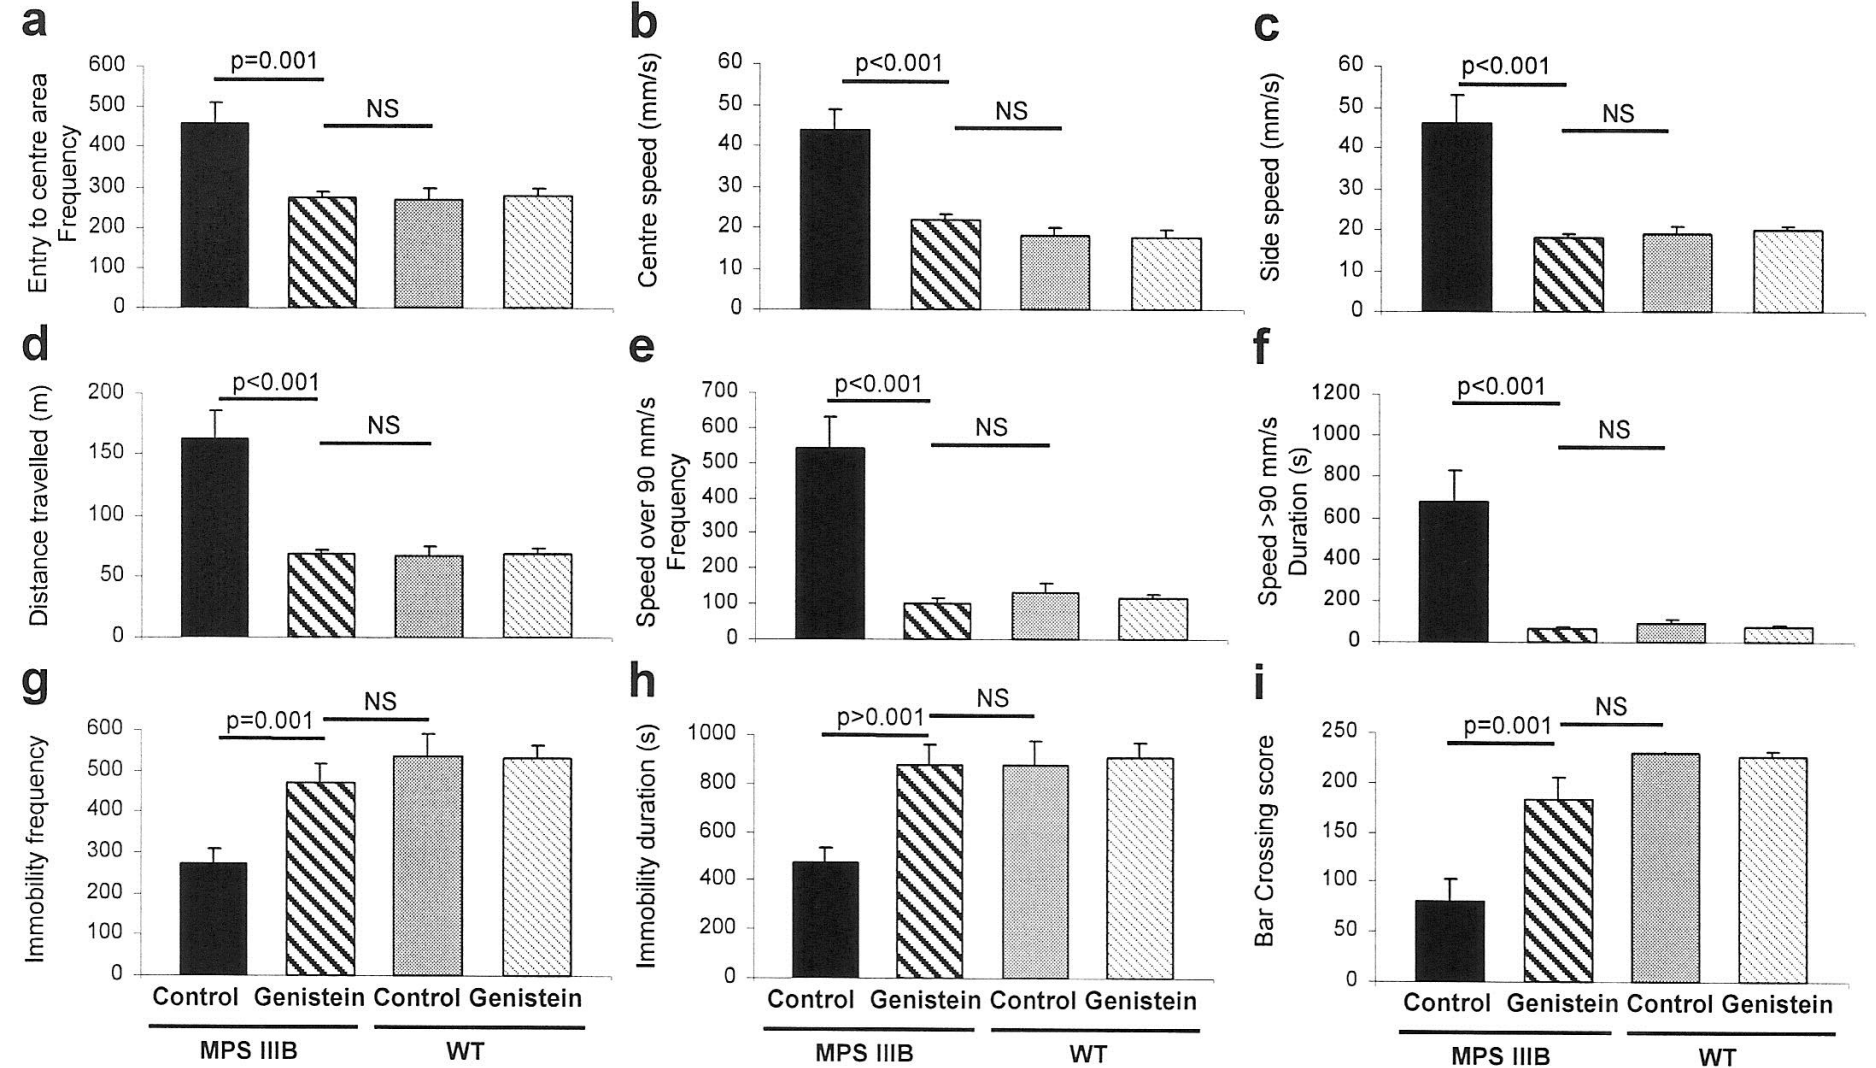 a
Entry to centre area
Frequency
600
500
400
300
200
100
0
p=0.001
NS
b
Centre speed (mm/s)
60
50
40
30
20
10
0
p<0.001
NS
c
Side speed (mm/s)
60
50
40
30
20
10
0
p<0.001
NS
d
Distance travelled (m)
200
150
100
50
0
p<0.001
NS
e
Speed over 90 mm/s
Frequency
700
600
500
400
300
200
100
0
p<0.001
NS
f
Speed >90 mm/s
Duration (s)
1200
1000
800
600
400
200
0
p<0.001
NS
g
Immobility frequency
600
500
400
300
200
100
0
p=0.001
NS
Control Genistein Control Genistein
MPS IIIB WT
h
Immobility duration (s)
1000
800
600
400
200
0
p>0.001
NS
Control Genistein Control Genistein
MPS IIIB WT
i
Bar Crossing score
250
200
150
100
50
0
p=0.001
NS
Control Genistein Control Genistein
MPS IIIB WT